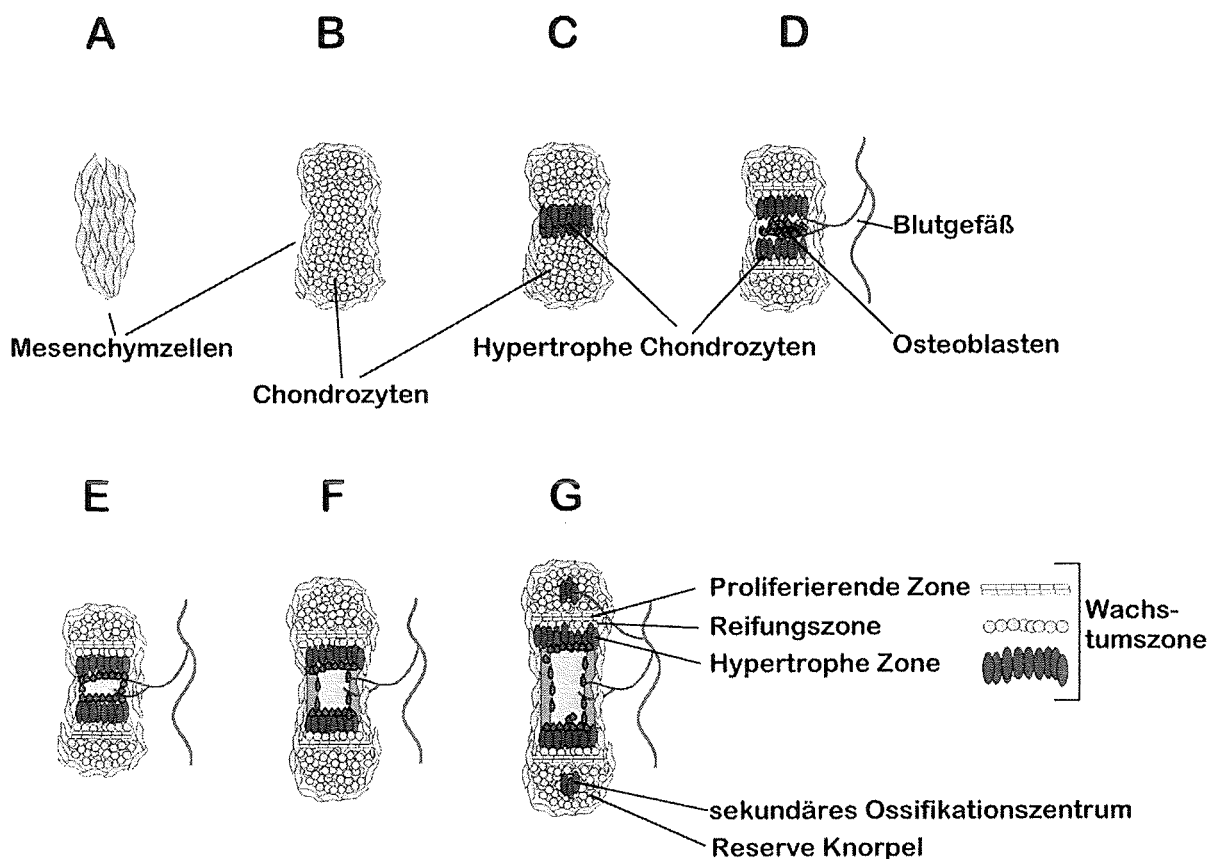 A B C D
Blutgefäß
Mesenchymzellen
Hypertrophe Chondrozyten
Osteoblasten
Chondrozyten
E F G
Proliferierende Zone
Reifungszone
Hypertrophe Zone
Wachs-
tumszone
sekundäres Ossifikationszentrum
Reserve Knorpel